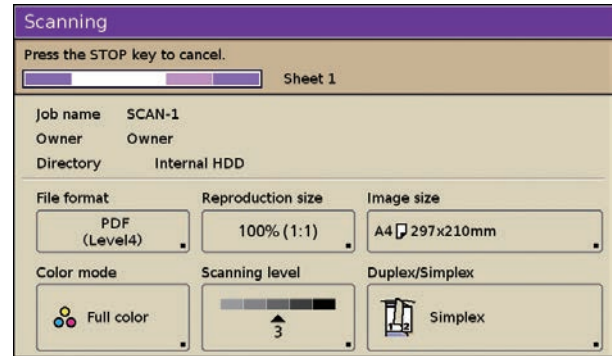 Scanning
Press the STOP key to cancel.
Sheet 1
Job name SCAN-1
Owner Owner
Directory Internal HDD
File format Reproduction size Image size
PDF
(Level4)
100% (1:1)
A4 297x210mm
Color mode Scanning level Duplex/Simplex
Full color
3
1 2
Simplex